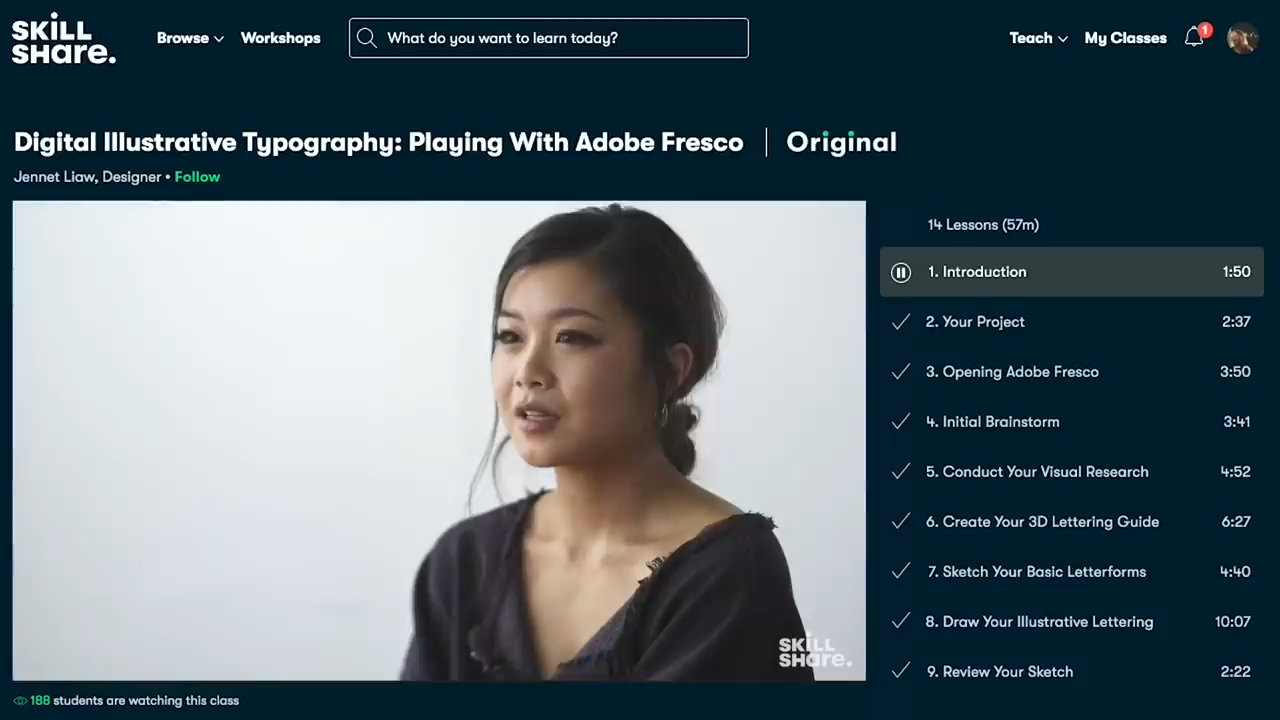 SKILL SHARE.
Browse
Workshops
What do you want to learn today?
Teach
My Classes
1
Digital Illustrative Typography: Playing With Adobe Fresco | Original
Jennet Liaw, Designer • Follow
14 Lessons (57m)
1. Introduction 1:50
2. Your Project 2:37
3. Opening Adobe Fresco 3:50
4. Initial Brainstorm 3:41
5. Conduct Your Visual Research 4:52
6. Create Your 3D Lettering Guide 6:27
7. Sketch Your Basic Letterforms 4:40
8. Draw Your Illustrative Lettering 10:07
9. Review Your Sketch 2:22
SKILL SHARE.
188 students are watching this class